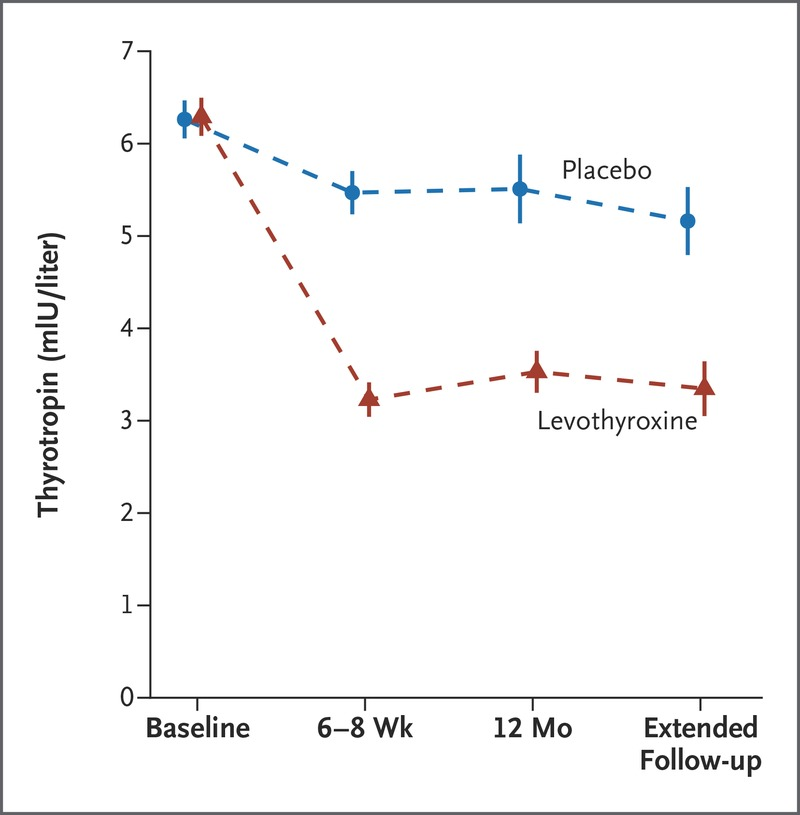 7
6
5
4
3
2
1
0
Thyrotropin (mIU/liter)
Placebo
Levothyroxine
Baseline
6–8 Wk
12 Mo
Extended
Follow-up